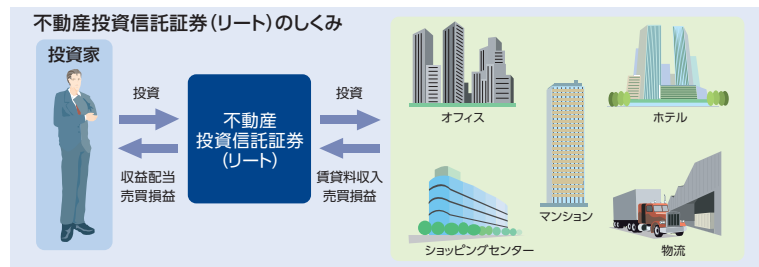 不動産投資信託証券(リート)のしくみ
投資家
投資
収益配当
売買損益
不動産
投資信託証券
(リート)
投資
賃貸料収入
売買損益
オフィス
ホテル
マンション
ショッピングセンター
物流